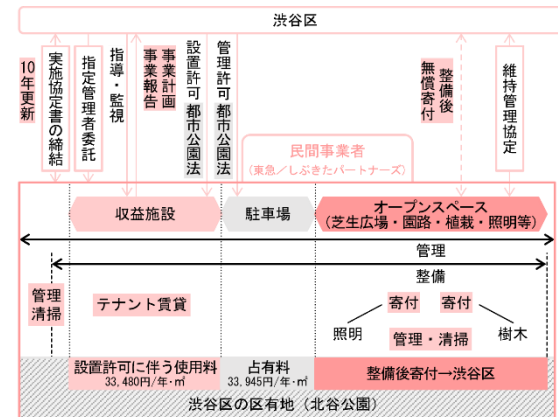 渋谷区
10年更新
実施協定書の締結
指定管理者委託
指導・監視
事業計画
事業報告
設置許可 都市公園法
管理許可 都市公園法
整備後
無償寄付
維持管理協定
民間事業者
(東急／しぶきたパートナーズ)
収益施設
駐車場
オープンスペース
(芝生広場・園路・植栽・照明等)
管理
整備
管理
清掃
テナント賃貸
寄付
寄付
照明
管理・清掃
樹木
設置許可に伴う使用料
33,480円/年・㎡
占有料
33,945円/年・㎡
整備後寄付→渋谷区
渋谷区の区有地（北谷公園）